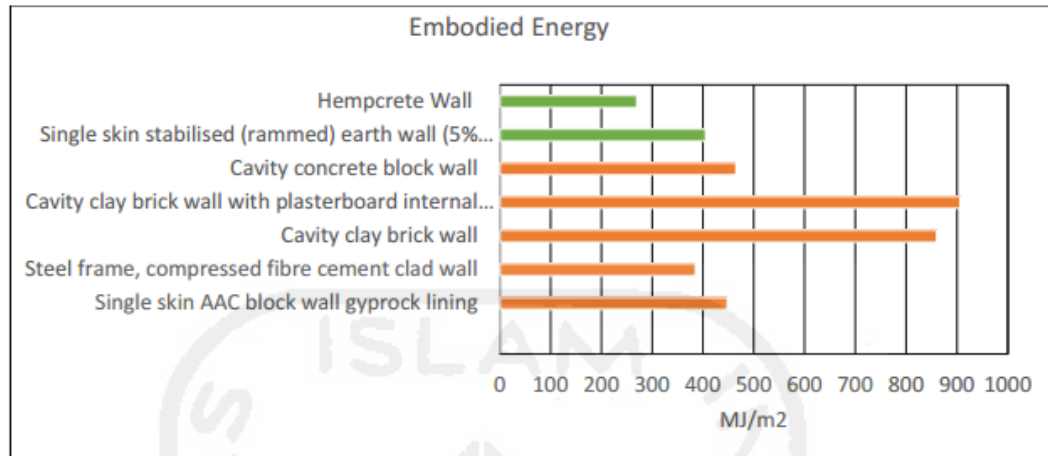 Embodied Energy
Hempcrete Wall
Single skin stabilised (rammed) earth wall (5%...
Cavity concrete block wall
Cavity clay brick wall with plasterboard internal...
Cavity clay brick wall
Steel frame, compressed fibre cement clad wall
Single skin AAC block wall gyprock lining
0 100 200 300 400 500 600 700 800 900 1000
MJ/m2
ISLAM